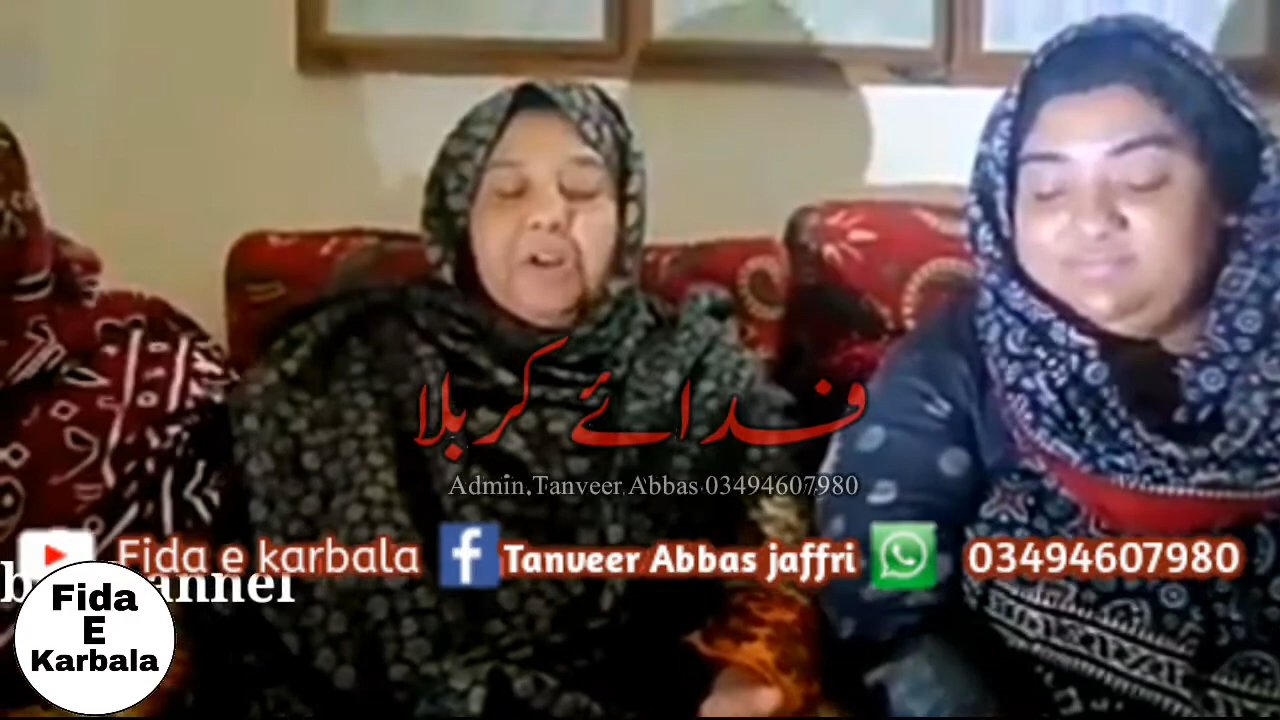 فدائے کربلا
Admin.Tanveer Abbas 03494607980
Fida e karbala Tanveer Abbas jaffri 03494607980
Fida
E
Karbala